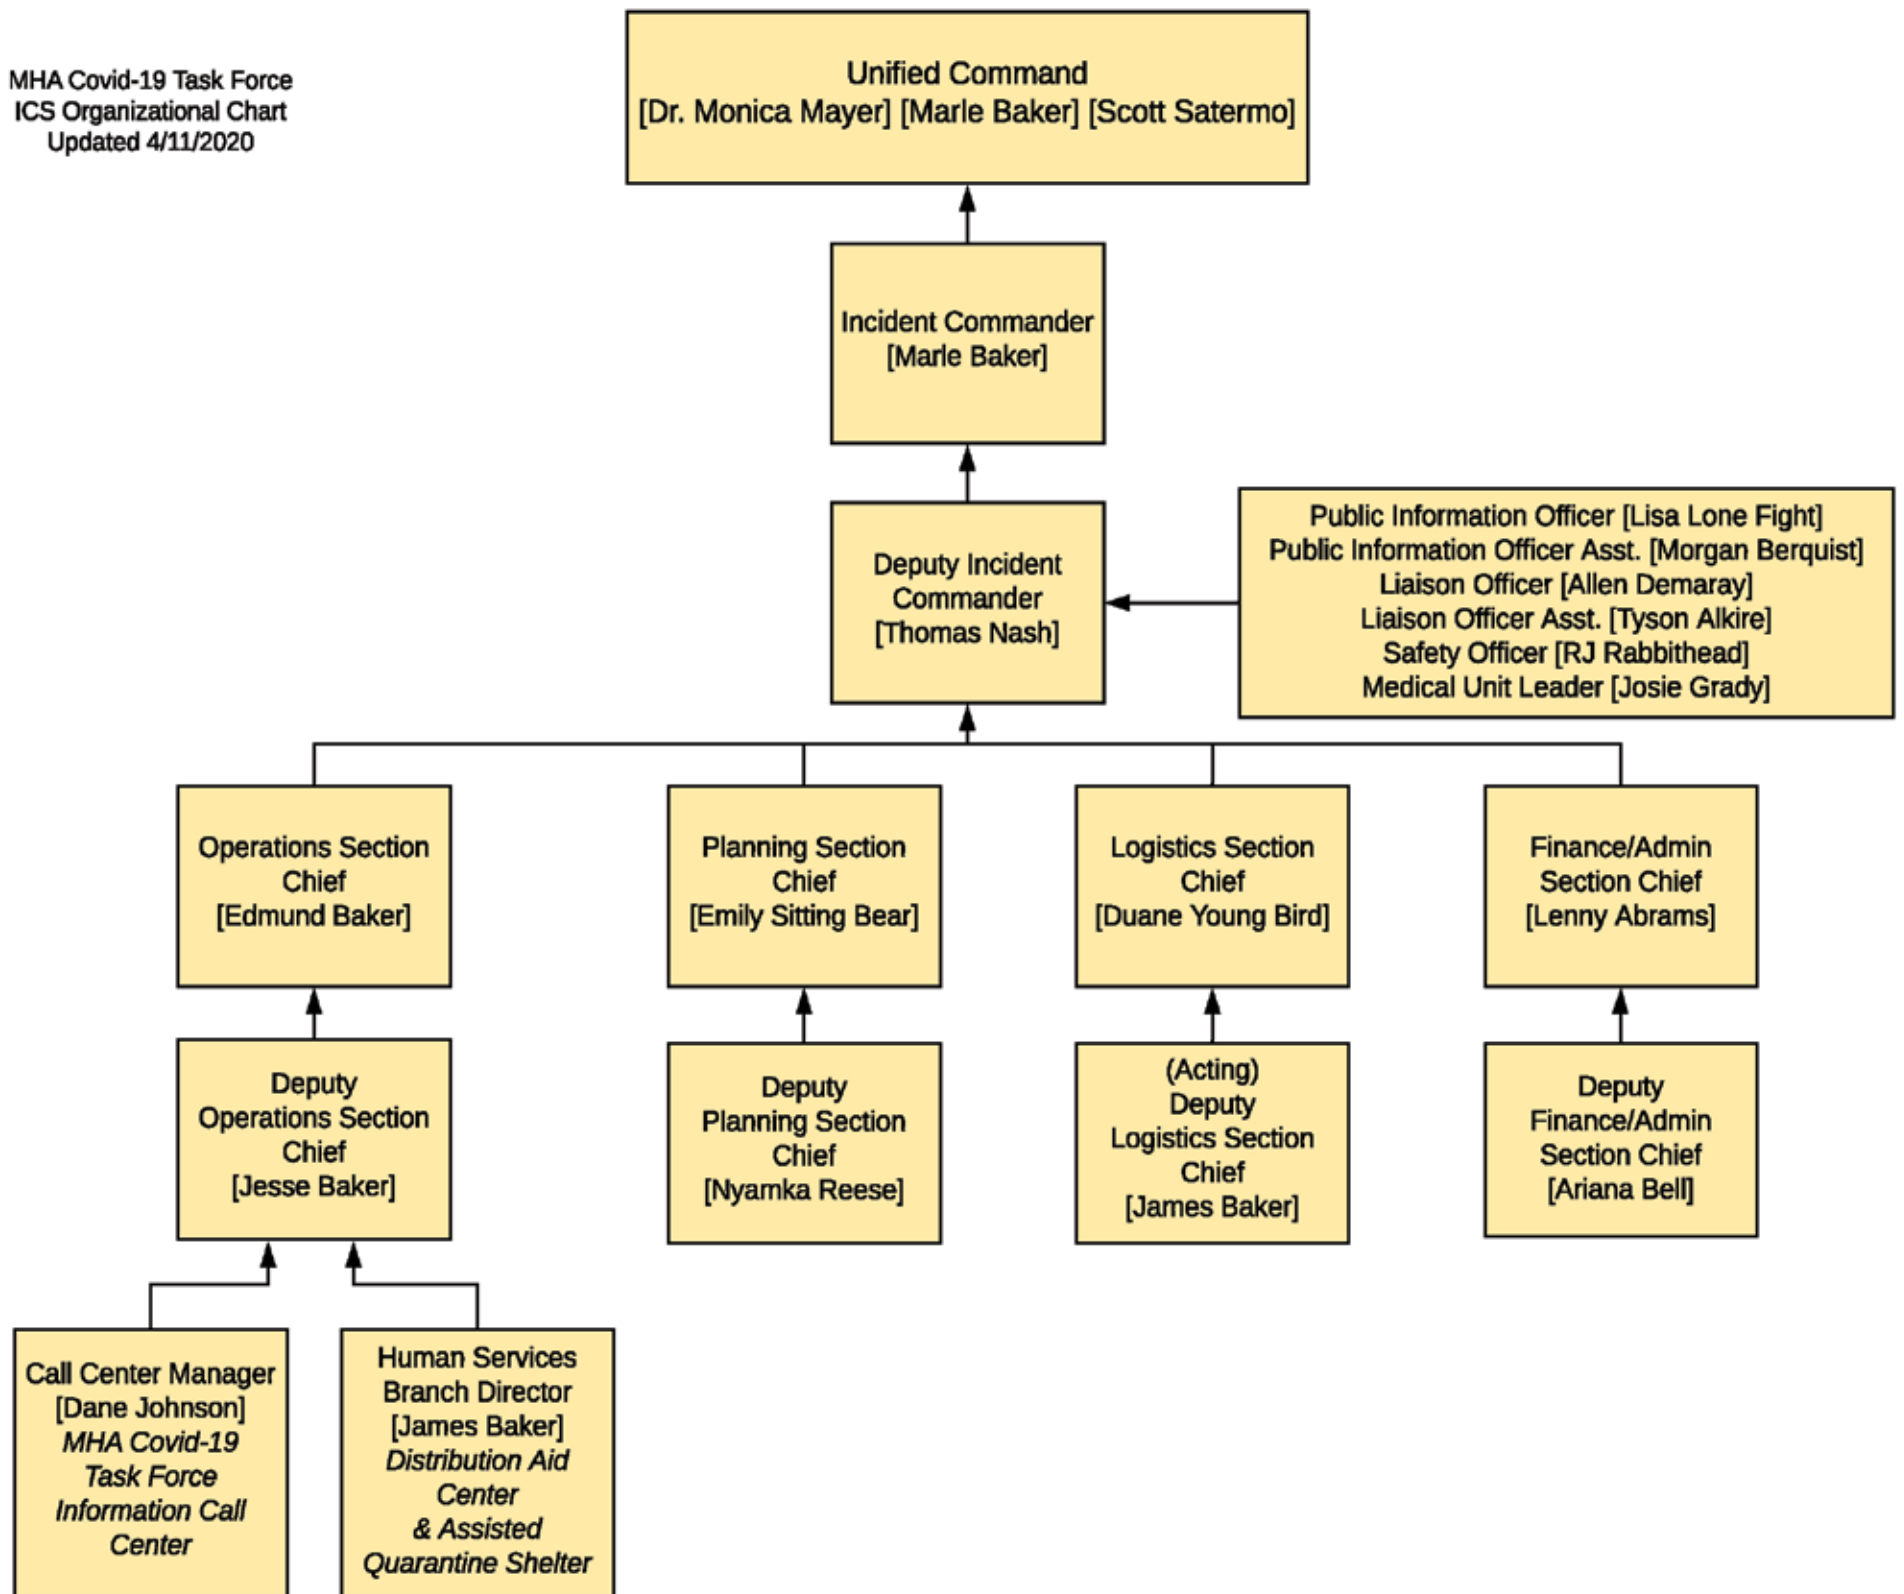 MHA Covid-19 Task Force
ICS Organizational Chart
Updated 4/11/2020
Unified Command
[Dr. Monica Mayer] [Marle Baker] [Scott Satermo]
Incident Commander
[Marle Baker]
Deputy Incident
Commander
[Thomas Nash]
Public Information Officer [Lisa Lone Fight]
Public Information Officer Asst. [Morgan Berquist]
Liaison Officer [Allen Demaray]
Liaison Officer Asst. [Tyson Alkire]
Safety Officer [RJ Rabbithead]
Medical Unit Leader [Josie Grady]
Operations Section
Chief
[Edmund Baker]
Planning Section
Chief
[Emily Sitting Bear]
Logistics Section
Chief
[Duane Young Bird]
Finance/Admin
Section Chief
[Lenny Abrams]
Deputy
Operations Section
Chief
[Jesse Baker]
Deputy
Planning Section
Chief
[Nyamka Reese]
(Acting)
Deputy
Logistics Section
Chief
[James Baker]
Deputy
Finance/Admin
Section Chief
[Ariana Bell]
Call Center Manager
[Dane Johnson]
MHA Covid-19
Task Force
Information Call
Center
Human Services
Branch Director
[James Baker]
Distribution Aid
Center
& Assisted
Quarantine Shelter